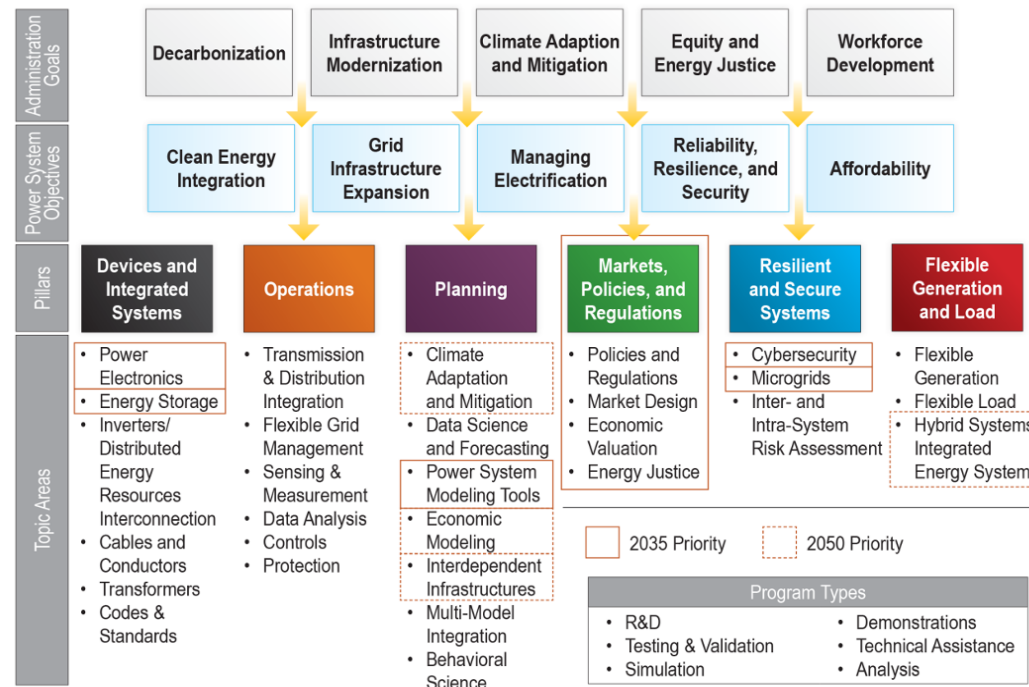 Administration
Goals
Decarbonization
Infrastructure
Modernization
Climate Adaption
and Mitigation
Equity and
Energy Justice
Workforce
Development
Power System
Objectives
Clean Energy
Integration
Grid
Infrastructure
Expansion
Managing
Electrification
Reliability,
Resilience, and
Security
Affordability
Pillars
Devices and
Integrated
Systems
Operations
Planning
Markets,
Policies, and
Regulations
Resilient
and Secure
Systems
Flexible
Generation
and Load
Topic Areas
• Power
Electronics
• Energy Storage
• Inverters/
Distributed
Energy
Resources
Interconnection
• Cables and
Conductors
• Transformers
• Codes &
Standards
• Transmission
& Distribution
Integration
• Flexible Grid
Management
• Sensing &
Measurement
• Data Analysis
• Controls
• Protection
• Climate
Adaptation
and Mitigation
• Data Science
and Forecasting
• Power System
Modeling Tools
• Economic
Modeling
• Interdependent
Infrastructures
• Multi-Model
Integration
• Behavioral
Science
• Policies and
Regulations
• Market Design
• Economic
Valuation
• Energy Justice
• Cybersecurity
• Microgrids
• Inter- and
Intra-System
Risk Assessment
• Flexible
Generation
• Flexible Load
• Hybrid Systems
Integrated
Energy System
2035 Priority
2050 Priority
Program Types
• R&D
• Testing & Validation
• Simulation
• Demonstrations
• Technical Assistance
• Analysis